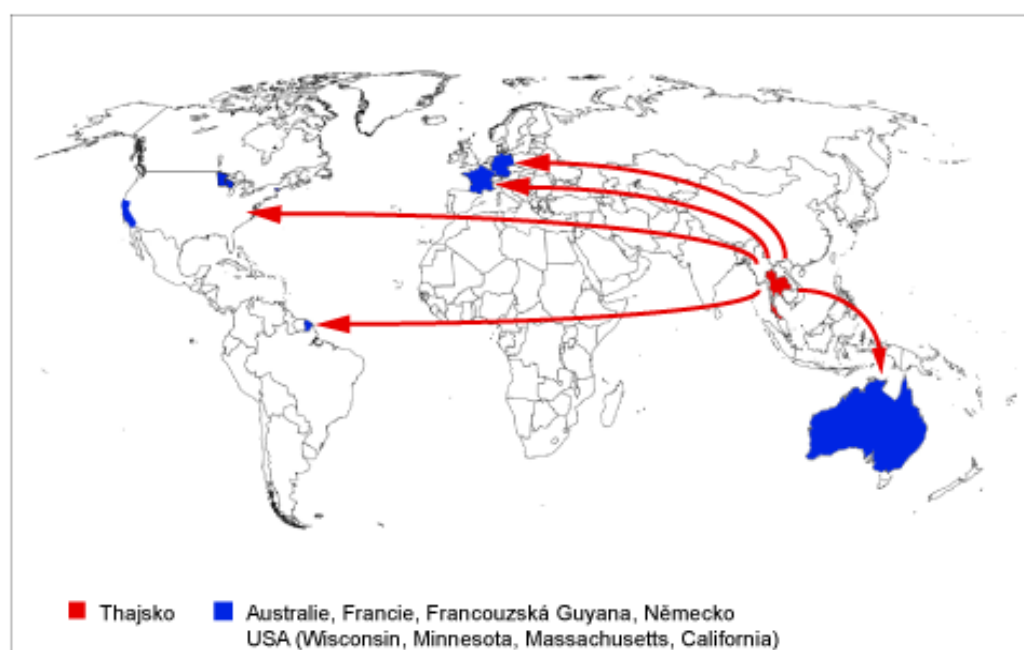 Thajsko
Australie, Francie, Francouzská Guyana, Německo
USA (Wisconsin, Minnesota, Massachusetts, California)